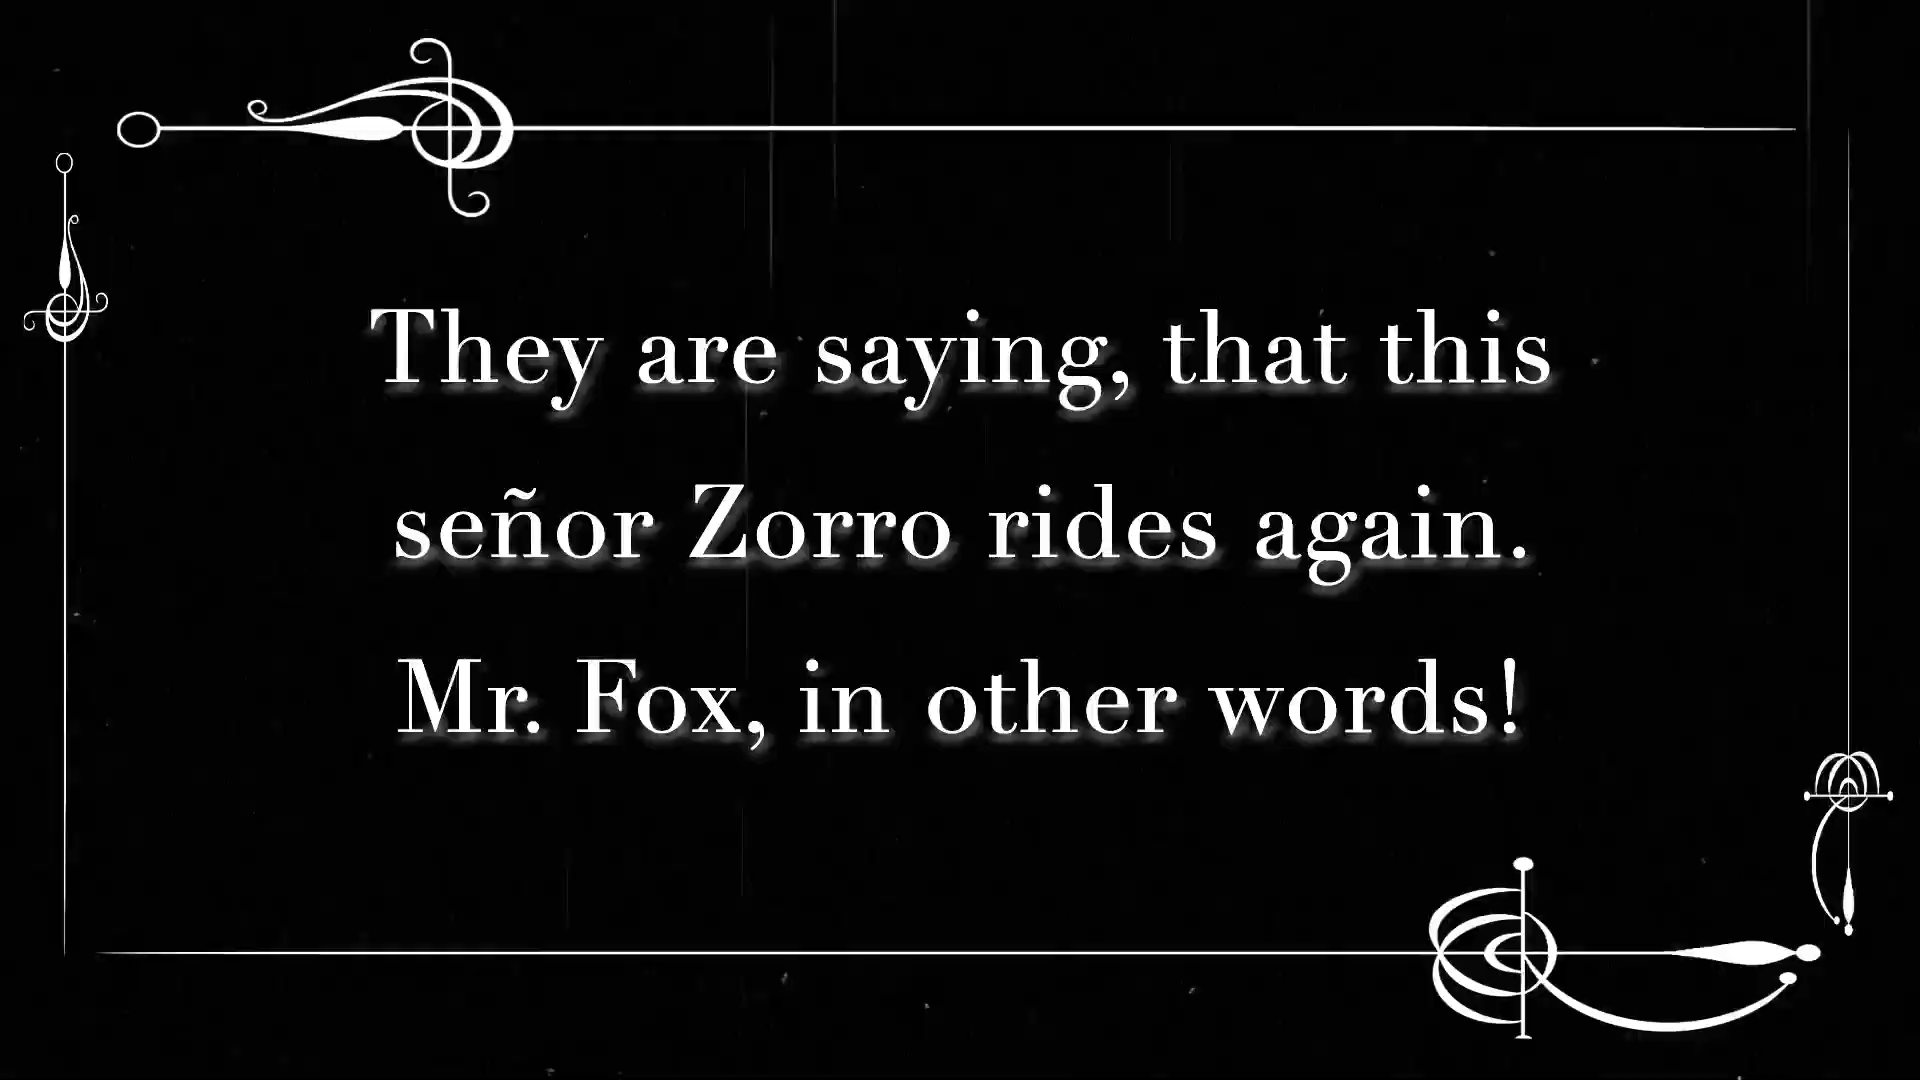 They are saying, that this
señor Zorro rides again.
Mr. Fox, in other words!